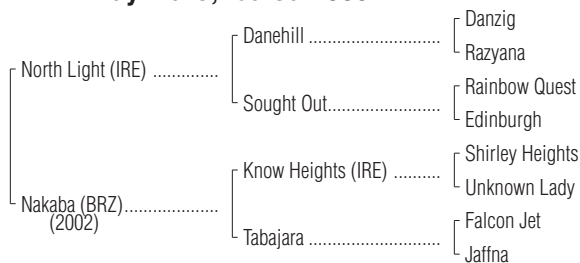 Danzig
Danehill ................................
Razyana
North Light (IRE) ................
Rainbow Quest
Sought Out...........................
Edinburgh
Shirley Heights
Know Heights (IRE) ...........
Unknown Lady
Nakaba (BRZ)......................
(2002)
Falcon Jet
Tabajara ................................
Jaffna